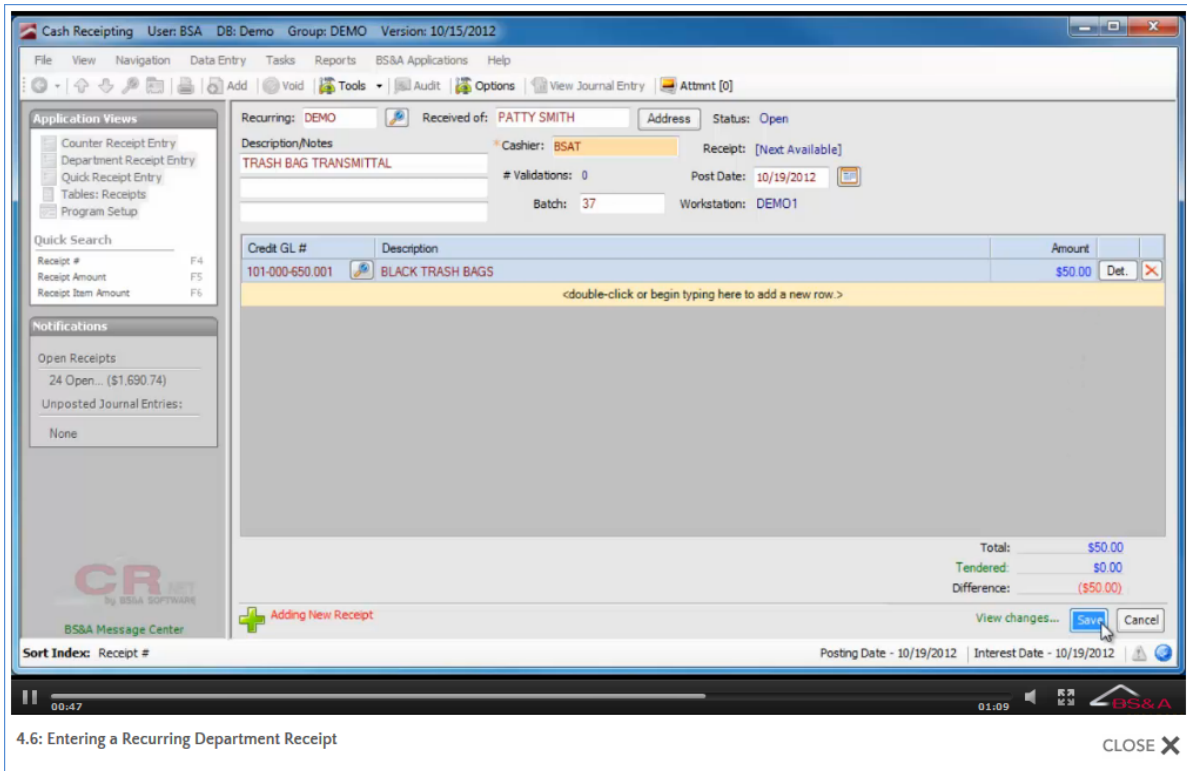 Cash Receipting User: BSA DB: Demo Group: DEMO Version: 10/15/2012
File View Navigation Data Entry Tasks Reports BS&A Applications Help
Add Void Tools Audit Options View Journal Entry Attmnt [0]
Application Views
Counter Receipt Entry
Department Receipt Entry
Quick Receipt Entry
Tables: Receipts
Program Setup
Quick Search
Receipt # F4
Receipt Amount F5
Receipt Item Amount F6
Notifications
Open Receipts
24 Open... ($1,690.74)
Unposted Journal Entries:
None
CR.NET
by BS&A SOFTWARE
BS&A Message Center
Recurring: DEMO Received of: PATTY SMITH Address Status: Open
Description/Notes *Cashier: BSAT Receipt: [Next Available]
TRASH BAG TRANSMITTAL
# Validations: 0 Post Date: 10/19/2012
Batch: 37 Workstation: DEMO1
Credit GL # Description Amount
101-000-650.001 BLACK TRASH BAGS $50.00 Det.
<double-click or begin typing here to add a new row.>
Total: $50.00
Tendered: $0.00
Difference: ($50.00)
Adding New Receipt View changes... Save Cancel
Sort Index: Receipt # Posting Date - 10/19/2012 Interest Date - 10/19/2012
00:47 01:09 BS&A
4.6: Entering a Recurring Department Receipt CLOSE